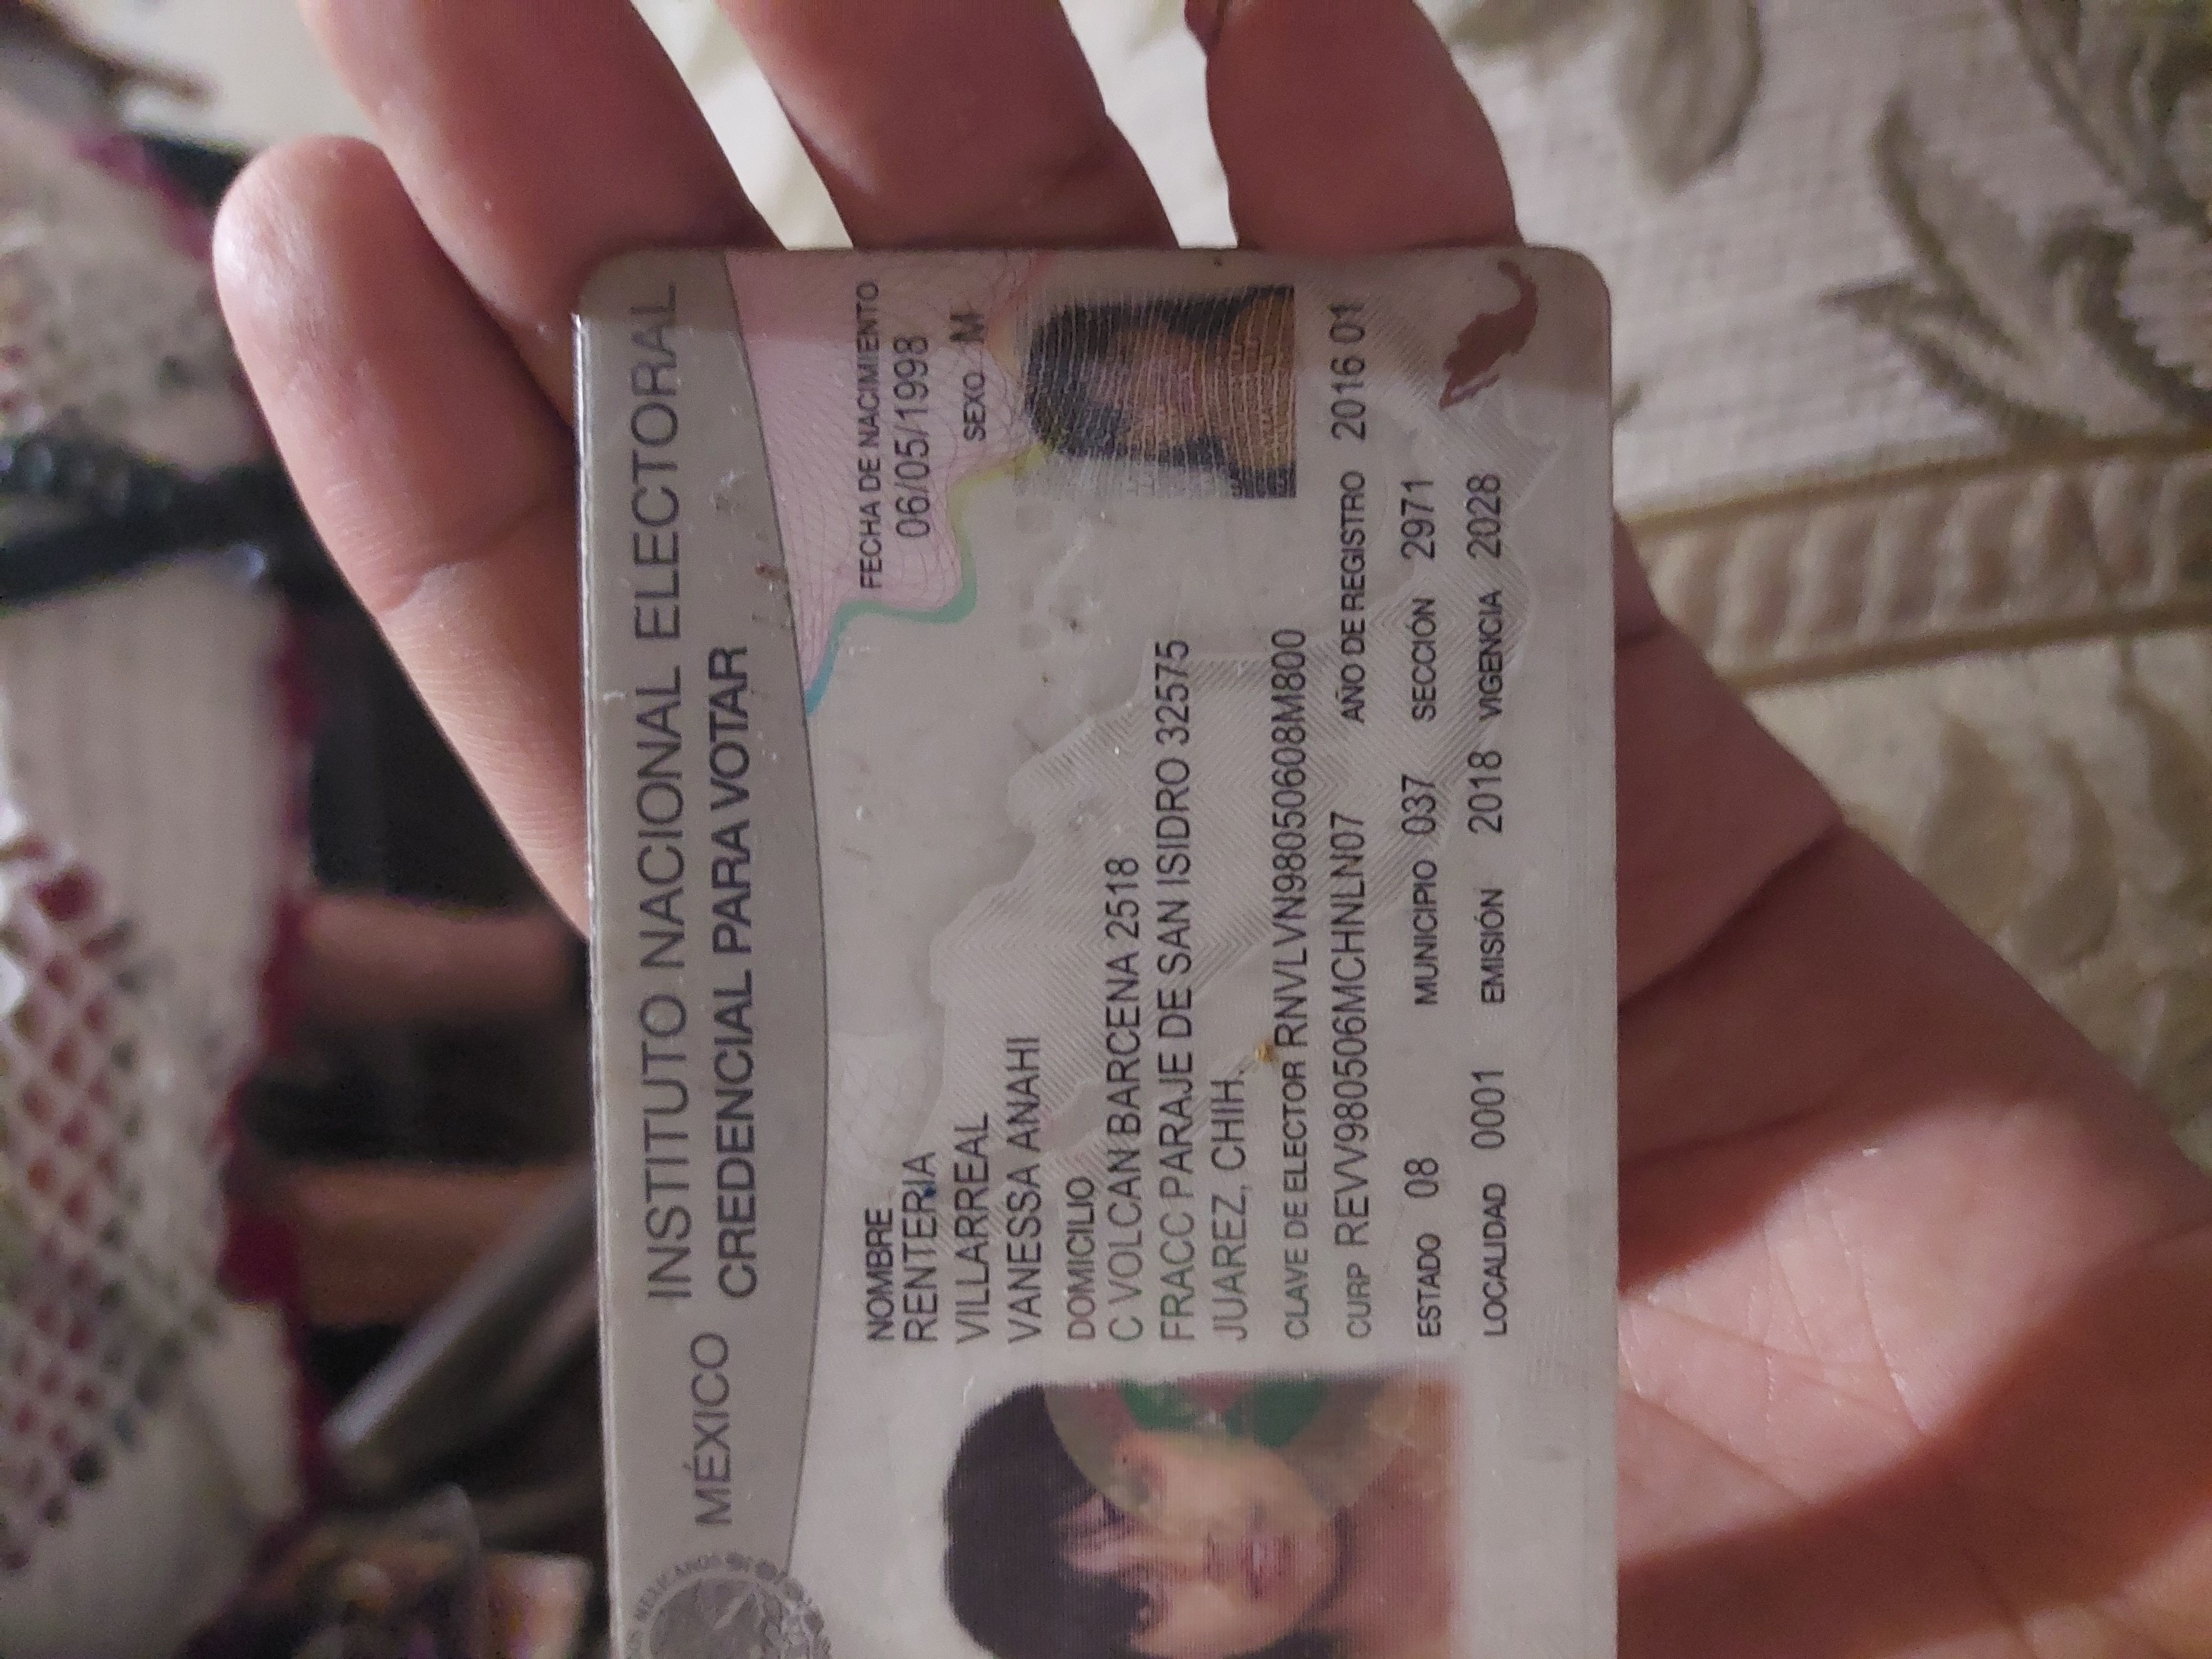 MÉXICO
INSTITUTO NACIONAL ELECTORAL
CREDENCIAL PARA VOTAR
NOMBRE
RENTERIA
VILLARREAL
VANESSA ANAHI
FECHA DE NACIMIENTO
06/05/1998
SEXO M
DOMICILIO
C VOLCAN BARCENA 2518
FRACC PARAJE DE SAN ISIDRO 32575
JUAREZ, CHIH.
CLAVE DE ELECTOR RNVLVN98050608M800
CURP REVV980506MCHNLN07 AÑO DE REGISTRO 2016 01
ESTADO 08 MUNICIPIO 037 SECCIÓN 2971
LOCALIDAD 0001 EMISIÓN 2018 VIGENCIA 2028